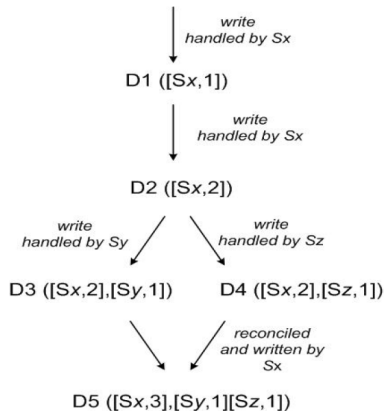 write
handled by Sx
D1 ([Sx,1])
write
handled by Sx
D2 ([Sx,2])
write
handled by Sy
write
handled by Sz
D3 ([Sx,2],[Sy,1])
D4 ([Sx,2],[Sz,1])
reconciled
and written by
Sx
D5 ([Sx,3],[Sy,1][Sz,1])